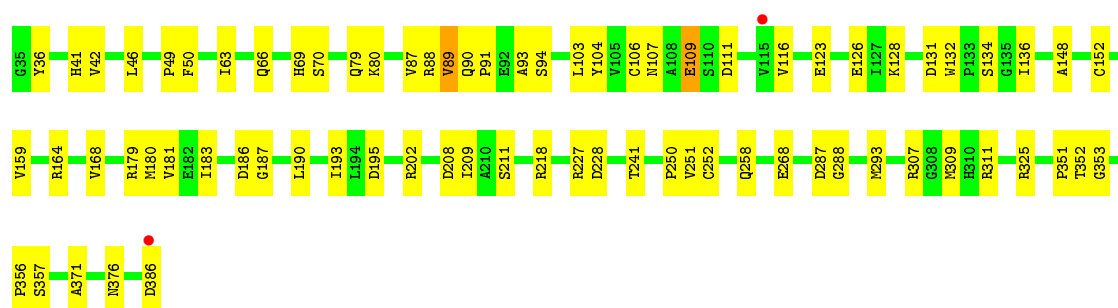 G35 Y36 H41 V42 L46 P49 F50 I63 Q66 H69 S70 Q79 K80 V87 R88 V89 Q90 P91 E92 A93 S94 L103 Y104 V105 C106 N107 A108 E109 S110 D111 V115 V116 E123 E126 I127 K128 D131 W132 P133 S134 G135 I136 A148 C152
V159 R164 V168 R179 M180 V181 E182 I183 D186 G187 L190 I193 L194 D195 R202 D208 I209 A210 S211 R218 R227 D228 T241 P250 V251 C252 Q258 E268 D287 G288 M293 R307 G308 M309 H310 R311 R325 P351 T352 G353
P356 S357 A371 N376 D386